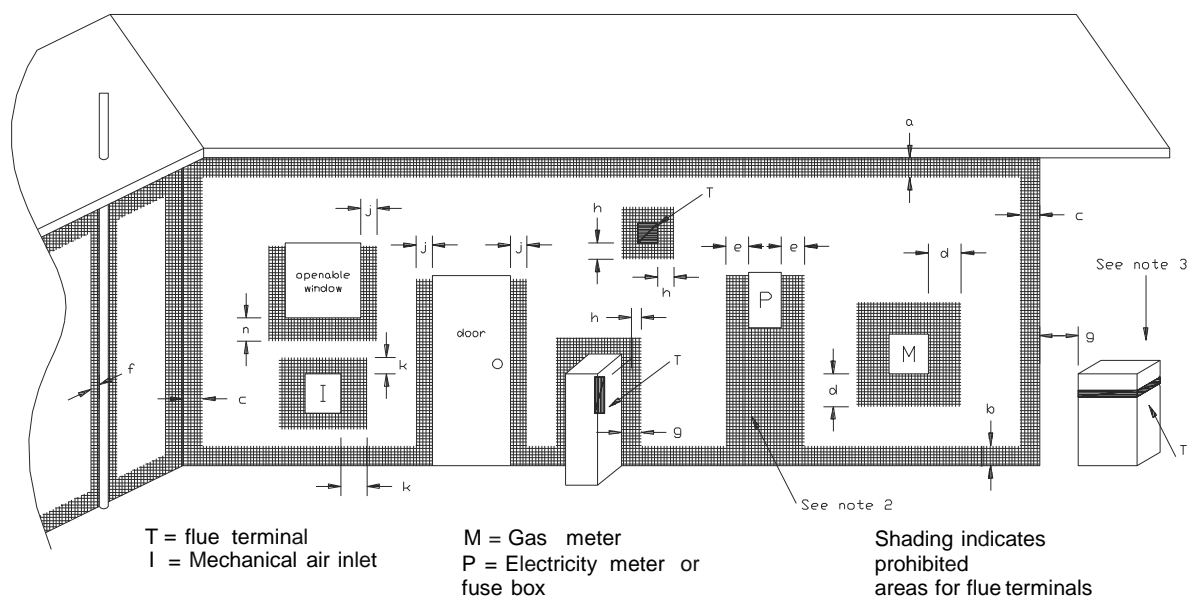 a
T
h
j
j
j
e
e
d
c
See note 3
openable
window
P
h
h
g
n
door
k
M
T
f
I
d
c
g
b
k
T
See note 2
T = flue terminal
I = Mechanical air inlet
M = Gas meter
P = Electricity meter or
fuse box
Shading indicates
prohibited
areas for flue terminals